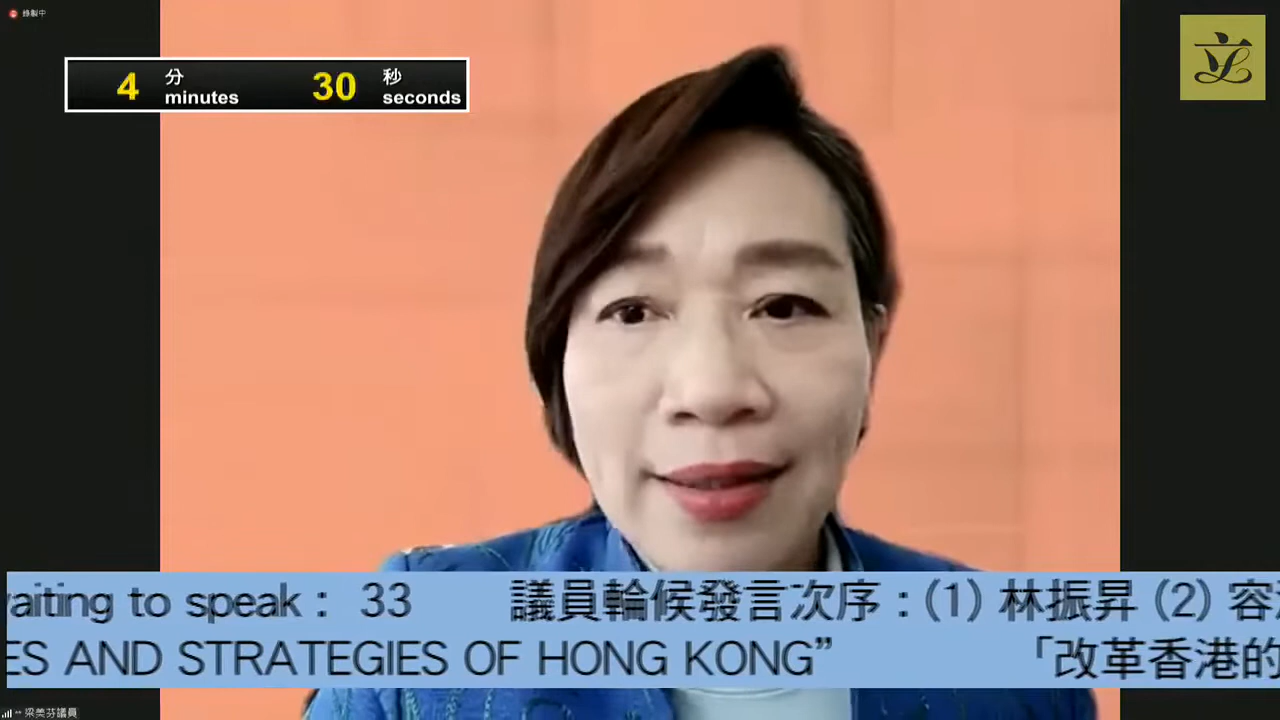 錄製中
4 分 30 秒
minutes seconds
waiting to speak : 33 議員輪候發言次序 : (1) 林振昇 (2) 容
ES AND STRATEGIES OF HONG KONG” 「改革香港的
梁美芬議員